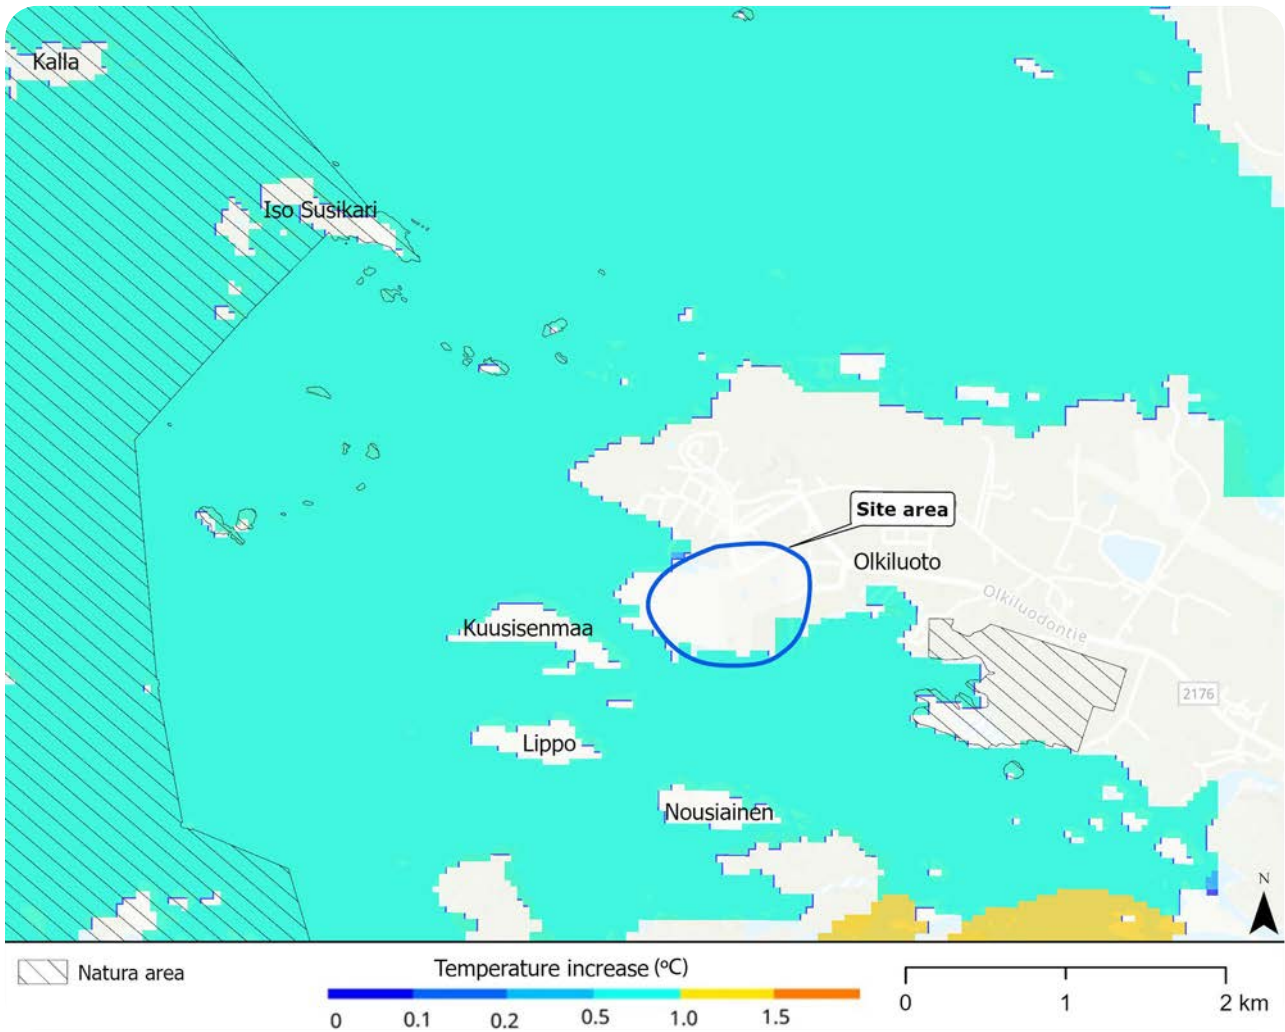 Kalla
Iso Susikari
Site area
Olkiluoto
Olkiluodontie
Kuusisenmaa
2176
Lippo
Nousiainen
N
Natura area
Temperature increase (ºC)
0 0.1 0.2 0.5 1.0 1.5
0 1 2 km